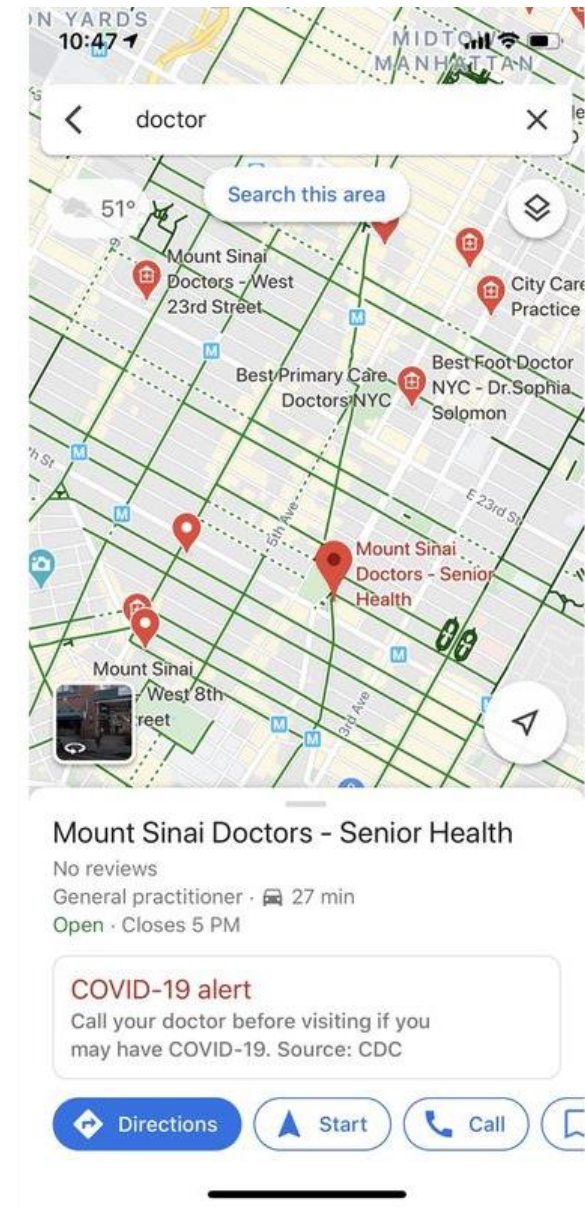 N YARDS
10:47
MIDTOWN
MANHATTAN
doctor
Search this area
51°
Mount Sinai
Doctors - West
23rd Street
City Care
Practice
Best Primary Care
Doctors NYC
Best Foot Doctor
NYC - Dr.Sophia
Solomon
E 23rd St
5th Ave
Mount Sinai
Doctors - Senior
Health
Mount Sinai
- West 8th
reet
3rd Ave
M
M
M
M
M
M
M
M
Mount Sinai Doctors - Senior Health
No reviews
General practitioner · 27 min
Open · Closes 5 PM
COVID-19 alert
Call your doctor before visiting if you
may have COVID-19. Source: CDC
Directions
Start
Call